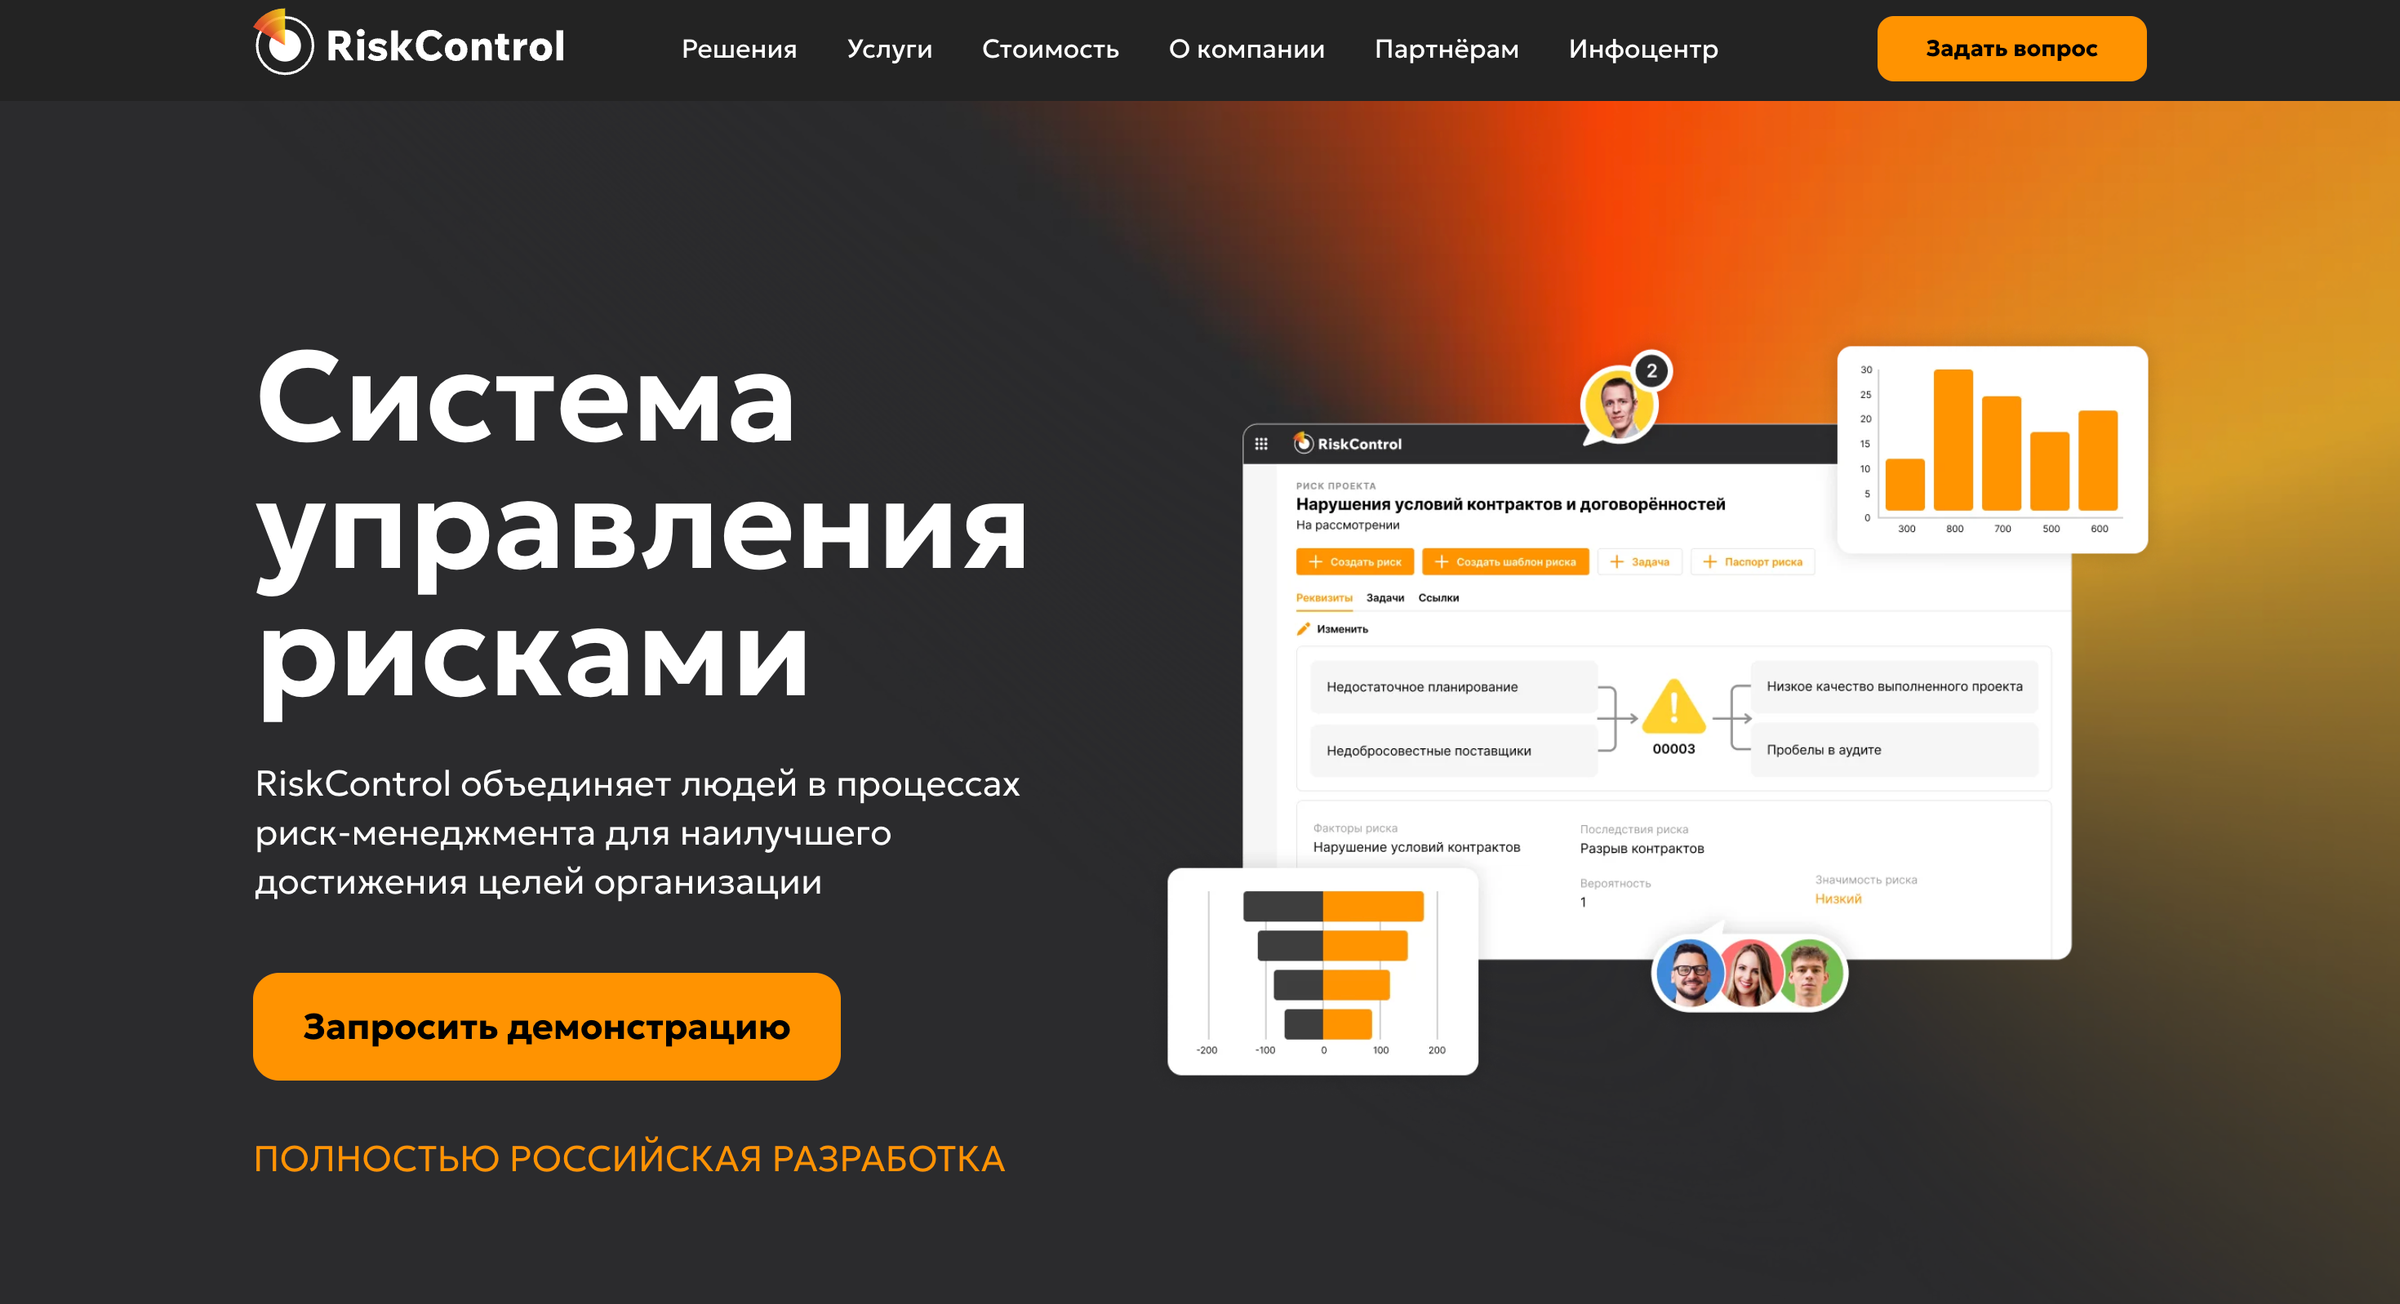 RiskControl
Решения Услуги Стоимость О компании Партнёрам Инфоцентр
Задать вопрос
Система
управления
рисками
RiskControl объединяет людей в процессах
риск-менеджмента для наилучшего
достижения целей организации
Запросить демонстрацию
ПОЛНОСТЬЮ РОССИЙСКАЯ РАЗРАБОТКА
2
RiskControl
РИСК ПРОЕКТА
Нарушения условий контрактов и договорённостей
На рассмотрении
Создать риск Создать шаблон риска Задача Паспорт риска
Реквизиты Задачи Ссылки
Изменить
Недостаточное планирование
Недобросовестные поставщики
00003
Низкое качество выполненного проекта
Пробелы в аудите
Факторы риска
Нарушение условий контрактов
Последствия риска
Разрыв контрактов
Вероятность
1
Значимость риска
Низкий
30
25
20
15
10
5
0
300 800 700 500 600
-200 -100 0 100 200